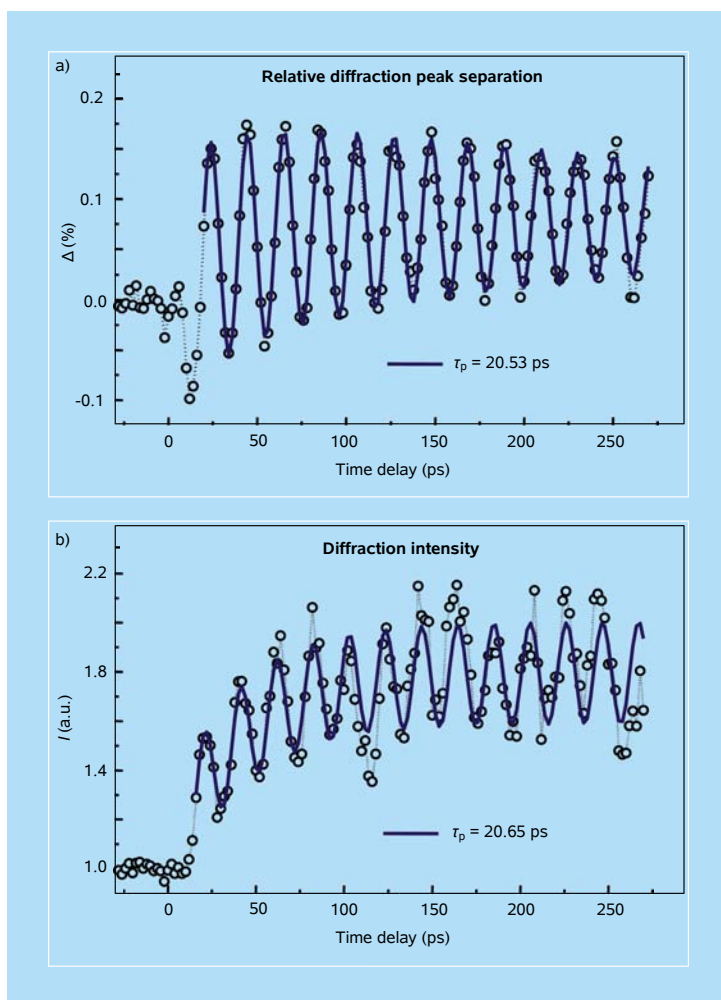 a)
Relative diffraction peak separation
0.2
0.1
0.0
-0.1
Δ (%)
τp = 20.53 ps
0 50 100 150 200 250
Time delay (ps)
b)
Diffraction intensity
2.2
1.8
1.4
1.0
I (a.u.)
τp = 20.65 ps
0 50 100 150 200 250
Time delay (ps)